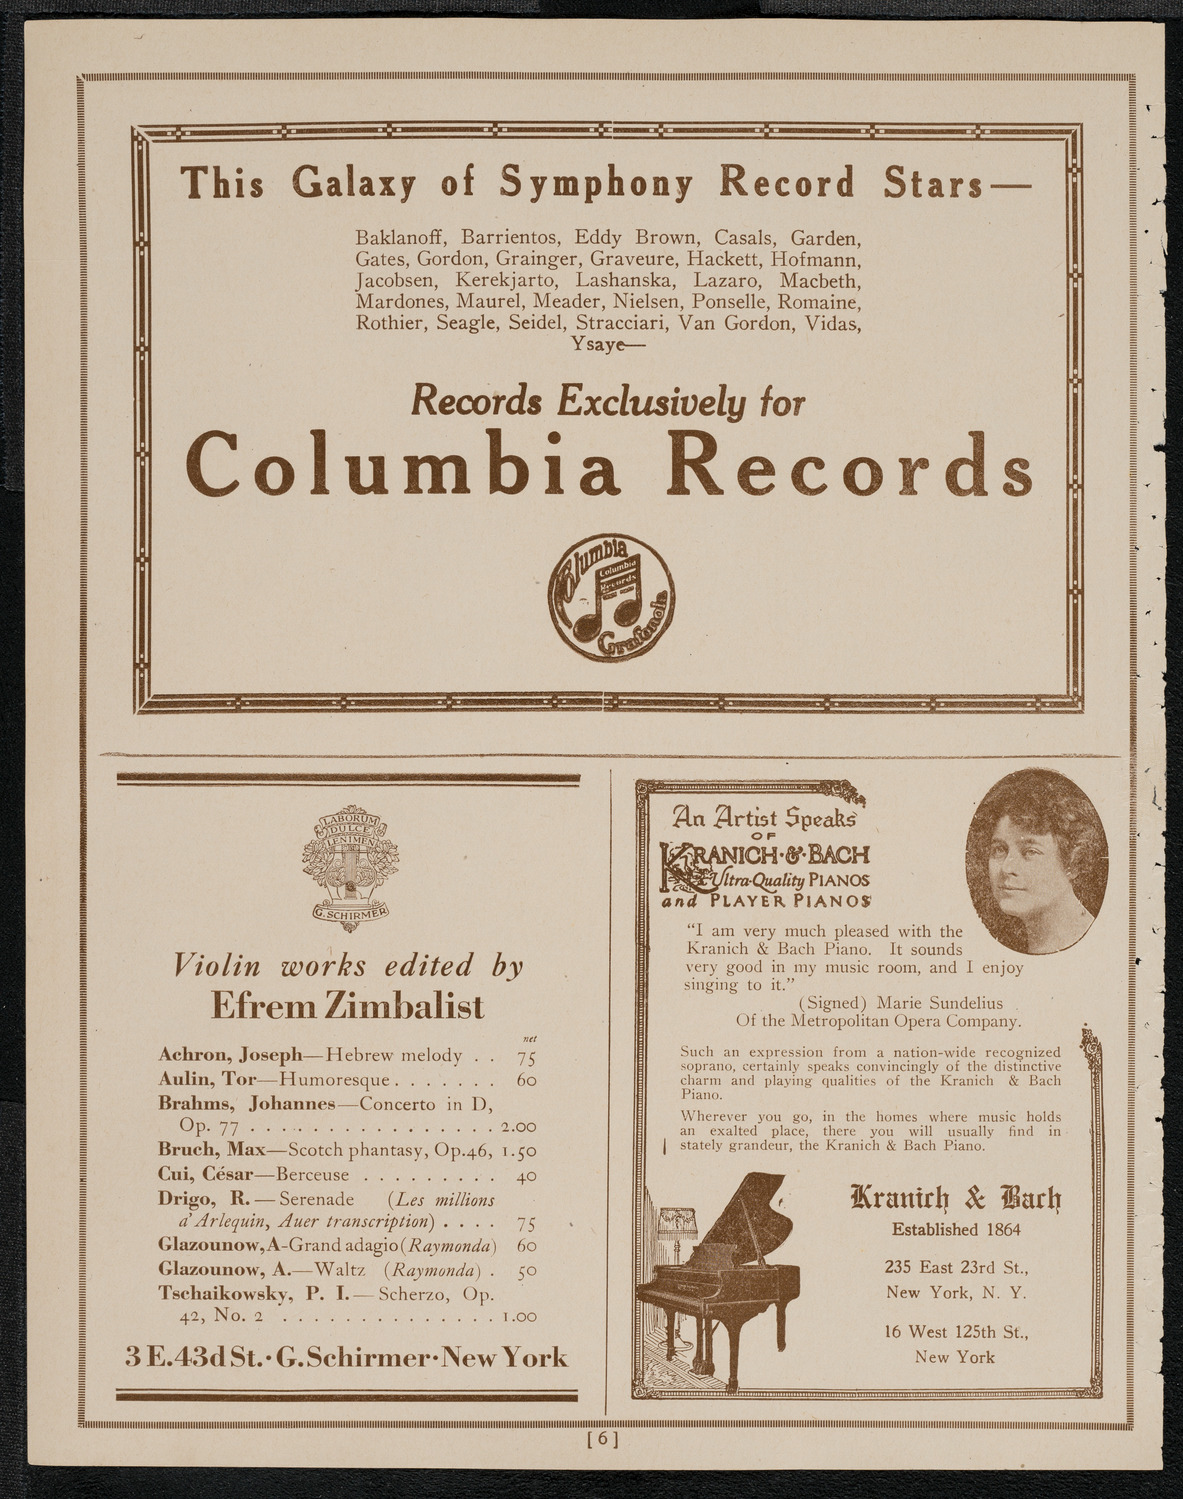 This Galaxy of Symphony Record Stars—
Baklanoff, Barrientos, Eddy Brown, Casals, Garden,
Gates, Gordon, Grainger, Graveure, Hackett, Hofmann,
Jacobsen, Kerekjarto, Lashanska, Lazaro, Macbeth,
Mardones, Maurel, Meader, Nielsen, Ponselle, Romaine,
Rothier, Seagle, Seidel, Stracciari, Van Gordon, Vidas,
Ysaye—
Records Exclusively for
Columbia Records
Columbia
Columbia
Records
Grafonola
LABORUM
DULCE
LENIMEN
G. SCHIRMER
Violin works edited by
Efrem Zimbalist
net
Achron, Joseph—Hebrew melody . . 75
Aulin, Tor—Humoresque . . . . . . . 60
Brahms, Johannes—Concerto in D,
Op. 77 . . . . . . . . . . . . . . . . 2.00
Bruch, Max—Scotch phantasy, Op.46, 1.50
Cui, César—Berceuse . . . . . . . . . 40
Drigo, R. — Serenade (Les millions
d'Arlequin, Auer transcription) . . . . 75
Glazounow, A-Grand adagio (Raymonda) 60
Glazounow, A.—Waltz (Raymonda) . 50
Tschaikowsky, P. I.— Scherzo, Op.
42, No. 2 . . . . . . . . . . . . . . 1.00
3 E. 43d St. · G. Schirmer · New York
An Artist Speaks
OF
KRANICH·&·BACH
Ultra-Quality PIANOS
and PLAYER PIANOS
“I am very much pleased with the
Kranich & Bach Piano. It sounds
very good in my music room, and I enjoy
singing to it.”
(Signed) Marie Sundelius
Of the Metropolitan Opera Company.
Such an expression from a nation-wide recognized
soprano, certainly speaks convincingly of the distinctive
charm and playing qualities of the Kranich & Bach
Piano.
Wherever you go, in the homes where music holds
an exalted place, there you will usually find in
stately grandeur, the Kranich & Bach Piano.
Kranich & Bach
Established 1864
235 East 23rd St.,
New York, N. Y.
16 West 125th St.,
New York
[ 6 ]